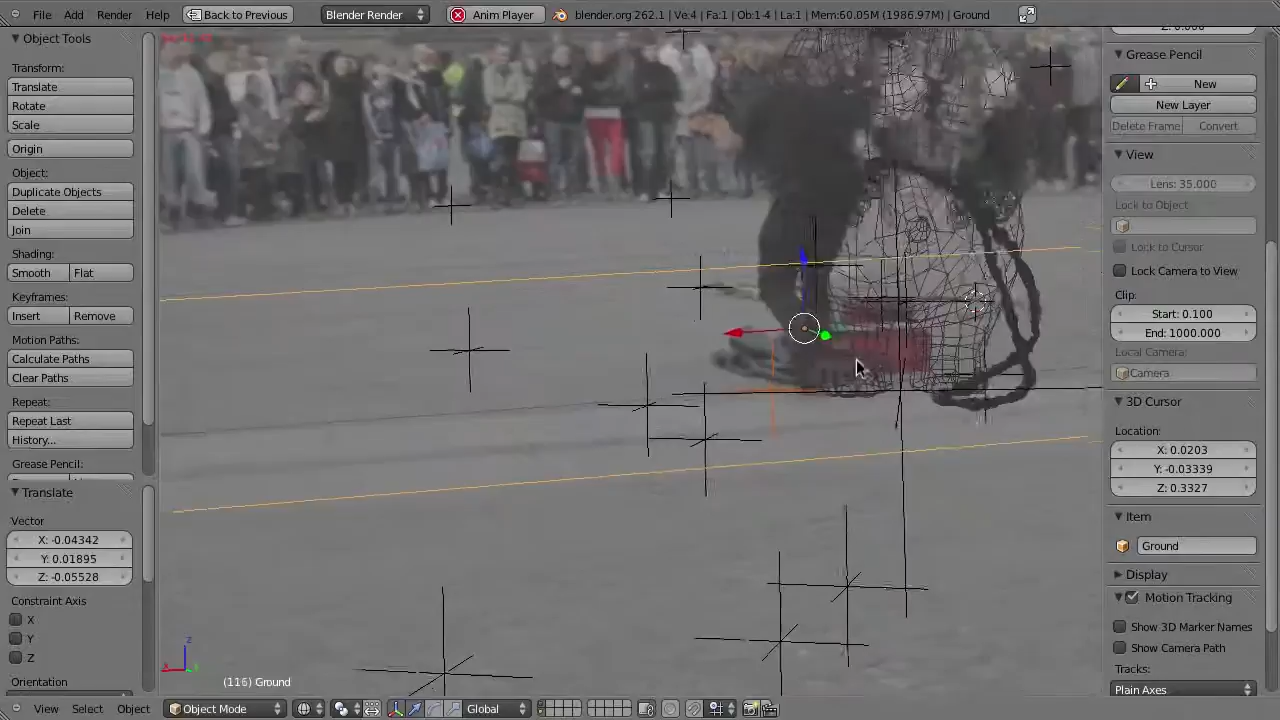 File Add Render Help Back to Previous Blender Render Anim Player blender.org 262.1 | Ve:4 | Fa:1 | Ob:1-4 | La:1 | Mem:60.05M (1986.97M) | Ground
Object Tools
Transform:
Translate
Rotate
Scale
Origin
Object:
Duplicate Objects
Delete
Join
Shading:
Smooth Flat
Keyframes:
Insert Remove
Motion Paths:
Calculate Paths
Clear Paths
Repeat:
Repeat Last
History...
Grease Pencil:
Translate
Vector
X: -0.04342
Y: 0.01895
Z: -0.05528
Constraint Axis
X
Y
Z
Orientation
z
x
(116) Ground
View Select Object Object Mode Global
Z: 0.000
Grease Pencil
New
New Layer
Delete Frame Convert
View
Lens: 35.000
Lock to Object
Lock to Cursor
Lock Camera to View
Clip:
Start: 0.100
End: 1000.000
Local Camera:
Camera
3D Cursor
Location:
X: 0.0203
Y: -0.03339
Z: 0.3327
Item
Ground
Display
Motion Tracking
Show 3D Marker Names
Show Camera Path
Tracks:
Plain Axes